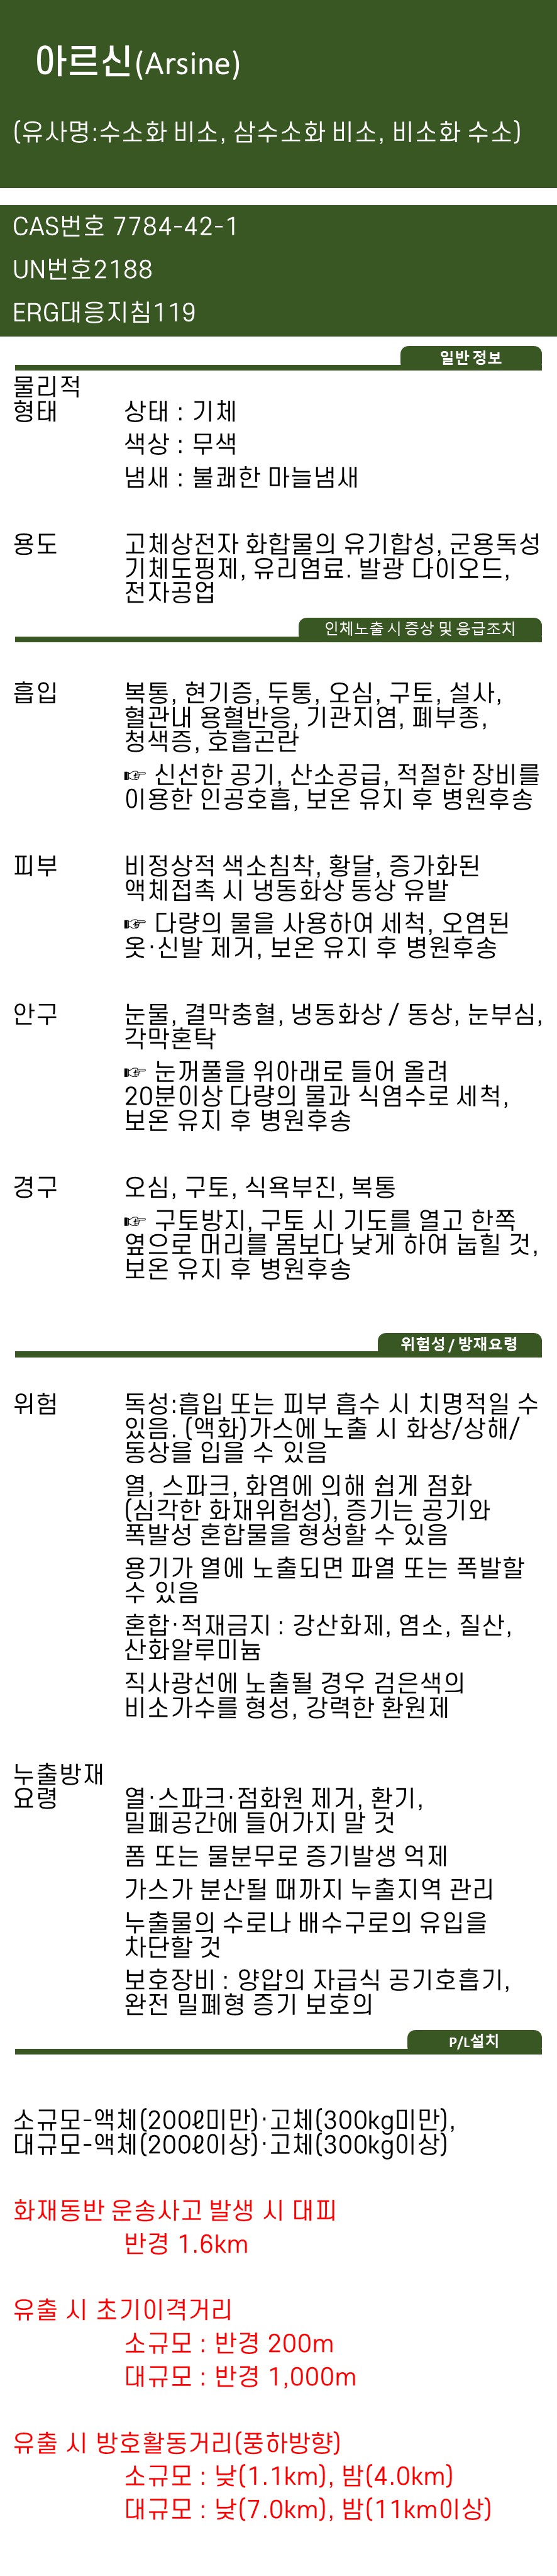 아르신(Arsine)
(유사명:수소화 비소, 삼수소화 비소, 비소화 수소)
CAS번호 7784-42-1
UN번호2188
ERG대응지침119
일반 정보
물리적
형태 상태 : 기체
색상 : 무색
냄새 : 불쾌한 마늘냄새
용도 고체상전자 화합물의 유기합성, 군용독성
기체도핑제, 유리염료. 발광 다이오드,
전자공업
인체노출 시 증상 및 응급조치
흡입 복통, 현기증, 두통, 오심, 구토, 설사,
혈관내 용혈반응, 기관지염, 폐부종,
청색증, 호흡곤란
☞ 신선한 공기, 산소공급, 적절한 장비를
이용한 인공호흡, 보온 유지 후 병원후송
피부 비정상적 색소침착, 황달, 증가화된
액체접촉 시 냉동화상 동상 유발
☞ 다량의 물을 사용하여 세척, 오염된
옷·신발 제거, 보온 유지 후 병원후송
안구 눈물, 결막충혈, 냉동화상 / 동상, 눈부심,
각막혼탁
☞ 눈꺼풀을 위아래로 들어 올려
20분이상 다량의 물과 식염수로 세척,
보온 유지 후 병원후송
경구 오심, 구토, 식욕부진, 복통
☞ 구토방지, 구토 시 기도를 열고 한쪽
옆으로 머리를 몸보다 낮게 하여 눕힐 것,
보온 유지 후 병원후송
위험성 / 방재요령
위험 독성:흡입 또는 피부 흡수 시 치명적일 수
있음. (액화)가스에 노출 시 화상/상해/
동상을 입을 수 있음
열, 스파크, 화염에 의해 쉽게 점화
(심각한 화재위험성), 증기는 공기와
폭발성 혼합물을 형성할 수 있음
용기가 열에 노출되면 파열 또는 폭발할
수 있음
혼합·적재금지 : 강산화제, 염소, 질산,
산화알루미늄
직사광선에 노출될 경우 검은색의
비소가수를 형성, 강력한 환원제
누출방재
요령 열·스파크·점화원 제거, 환기,
밀폐공간에 들어가지 말 것
폼 또는 물분무로 증기발생 억제
가스가 분산될 때까지 누출지역 관리
누출물의 수로나 배수구로의 유입을
차단할 것
보호장비 : 양압의 자급식 공기호흡기,
완전 밀폐형 증기 보호의
P/L설치
소규모-액체(200ℓ미만)·고체(300kg미만),
대규모-액체(200ℓ이상)·고체(300kg이상)
화재동반 운송사고 발생 시 대피
반경 1.6km
유출 시 초기이격거리
소규모 : 반경 200m
대규모 : 반경 1,000m
유출 시 방호활동거리(풍하방향)
소규모 : 낮(1.1km), 밤(4.0km)
대규모 : 낮(7.0km), 밤(11km이상)